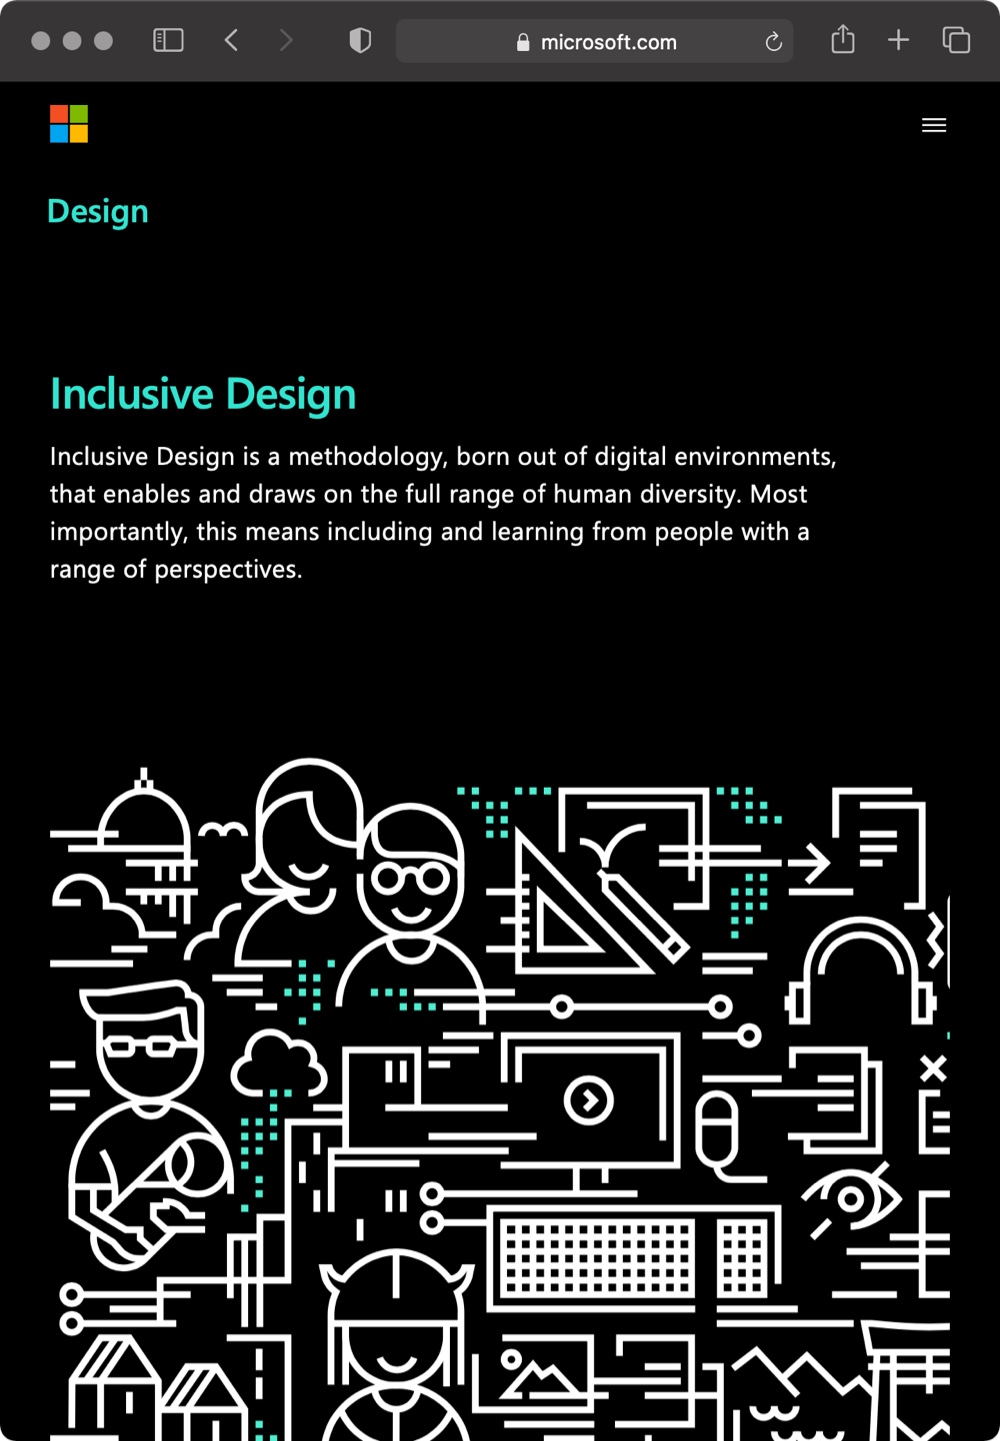 microsoft.com
Design
Inclusive Design
Inclusive Design is a methodology, born out of digital environments,
that enables and draws on the full range of human diversity. Most
importantly, this means including and learning from people with a
range of perspectives.